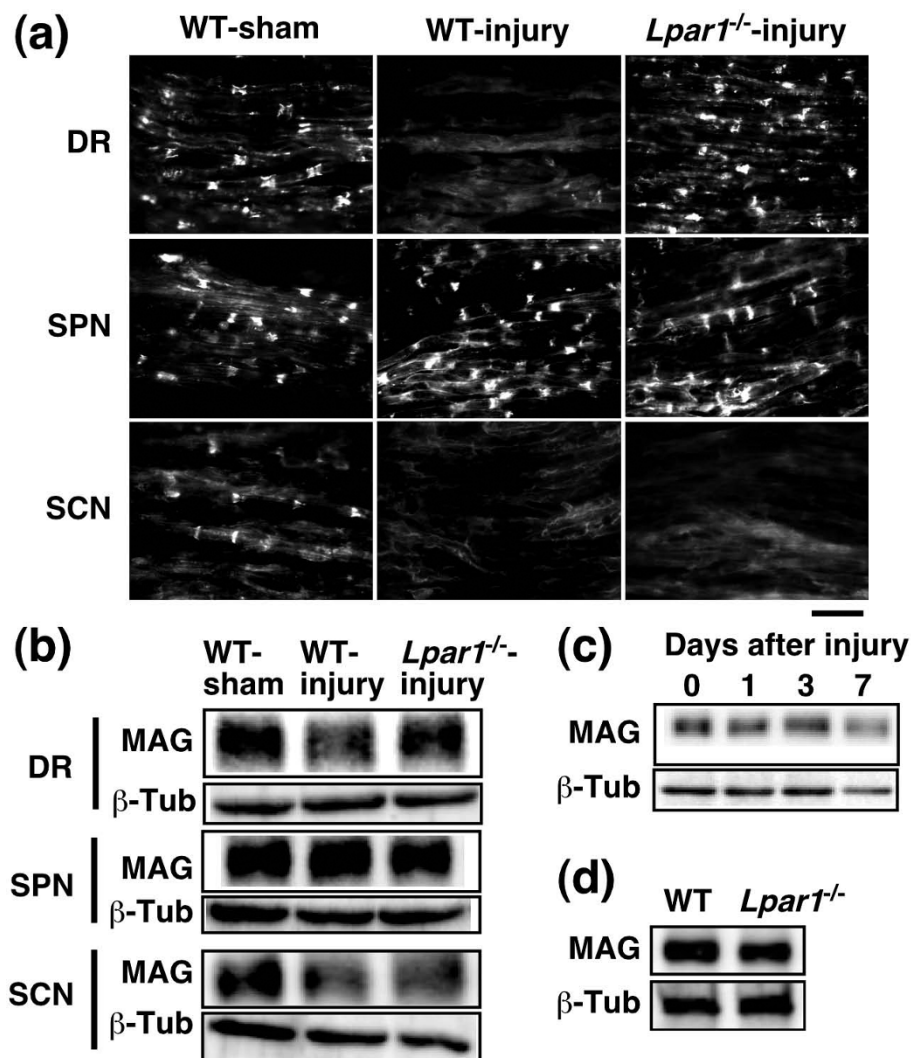 (a)
WT-sham WT-injury Lpar1-/--injury
DR
SPN
SCN
(b)
WT-sham WT-injury Lpar1-/--injury
DR
MAG
β-Tub
SPN
MAG
β-Tub
SCN
MAG
β-Tub
(c)
Days after injury
0 1 3 7
MAG
β-Tub
(d)
WT Lpar1-/-
MAG
β-Tub